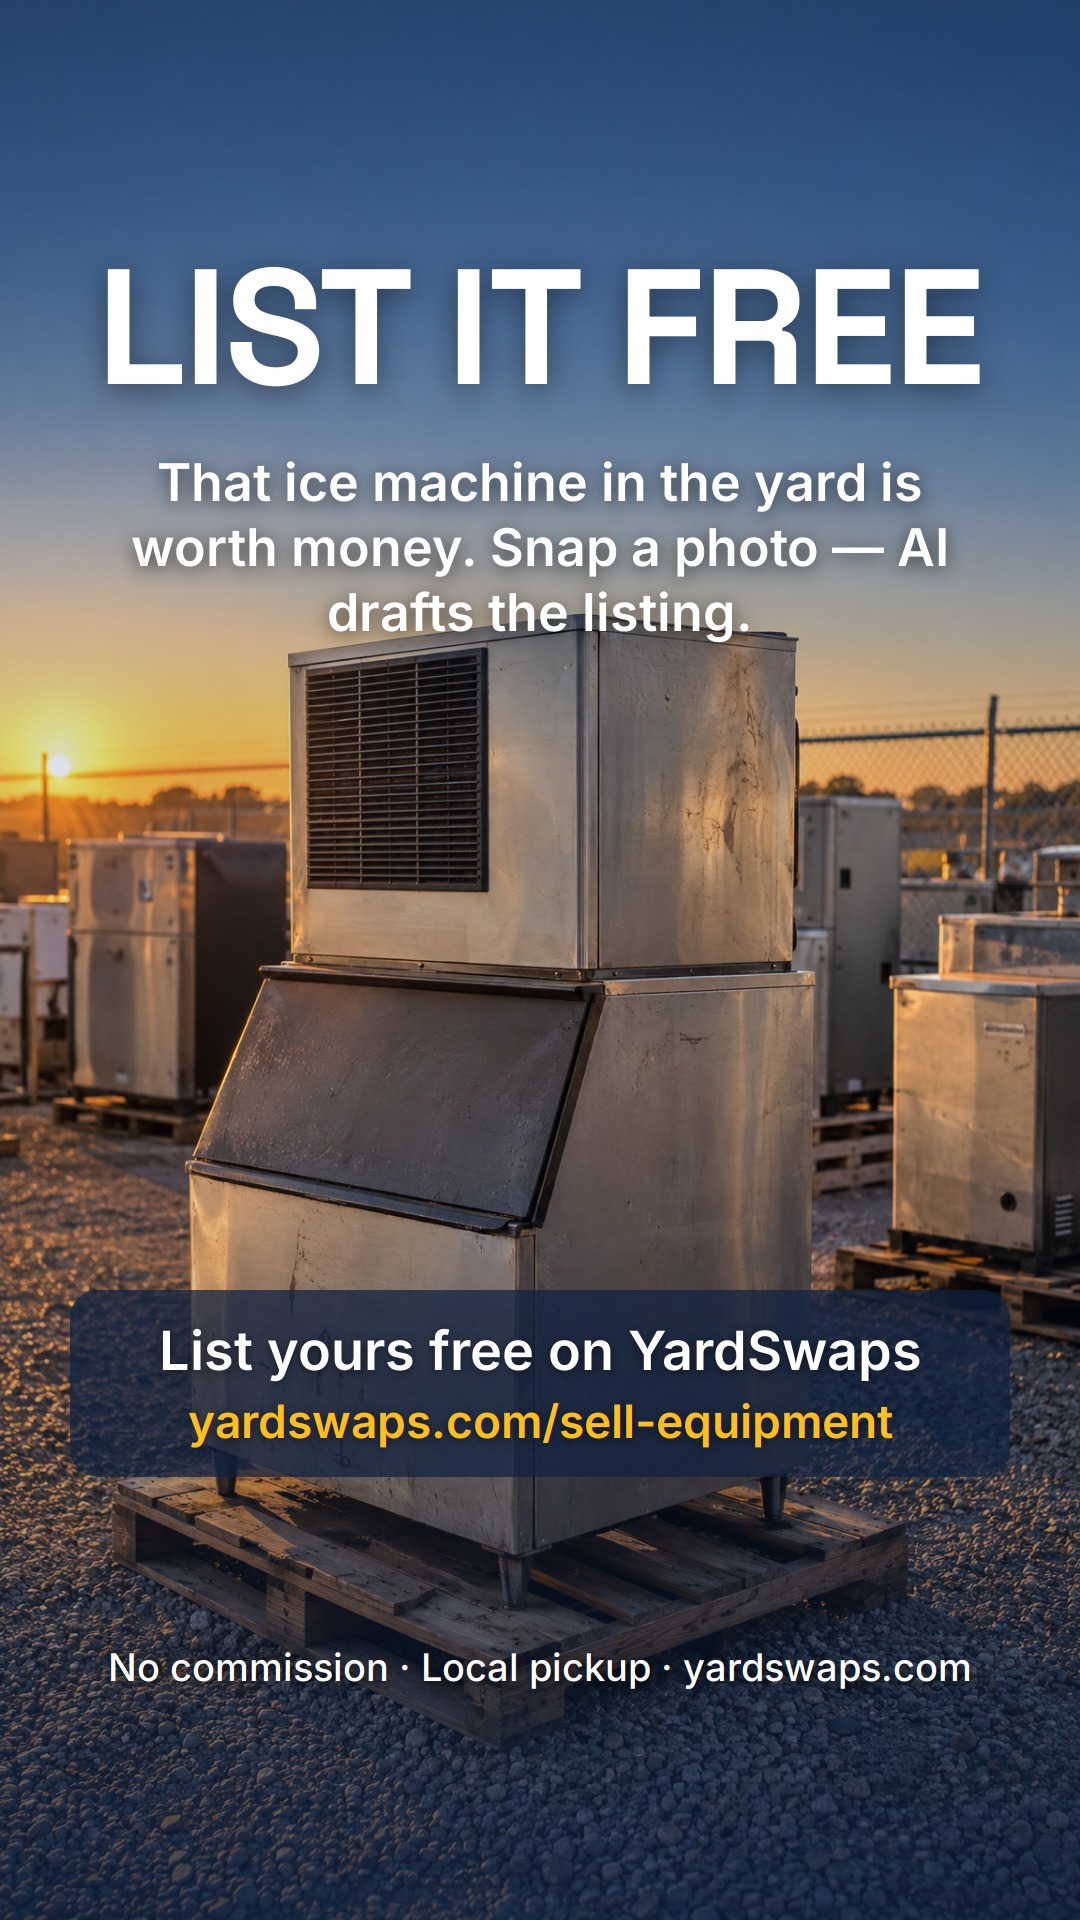 LIST IT FREE
That ice machine in the yard is
worth money. Snap a photo — AI
drafts the listing.
List yours free on YardSwaps
yardswaps.com/sell-equipment
No commission · Local pickup · yardswaps.com